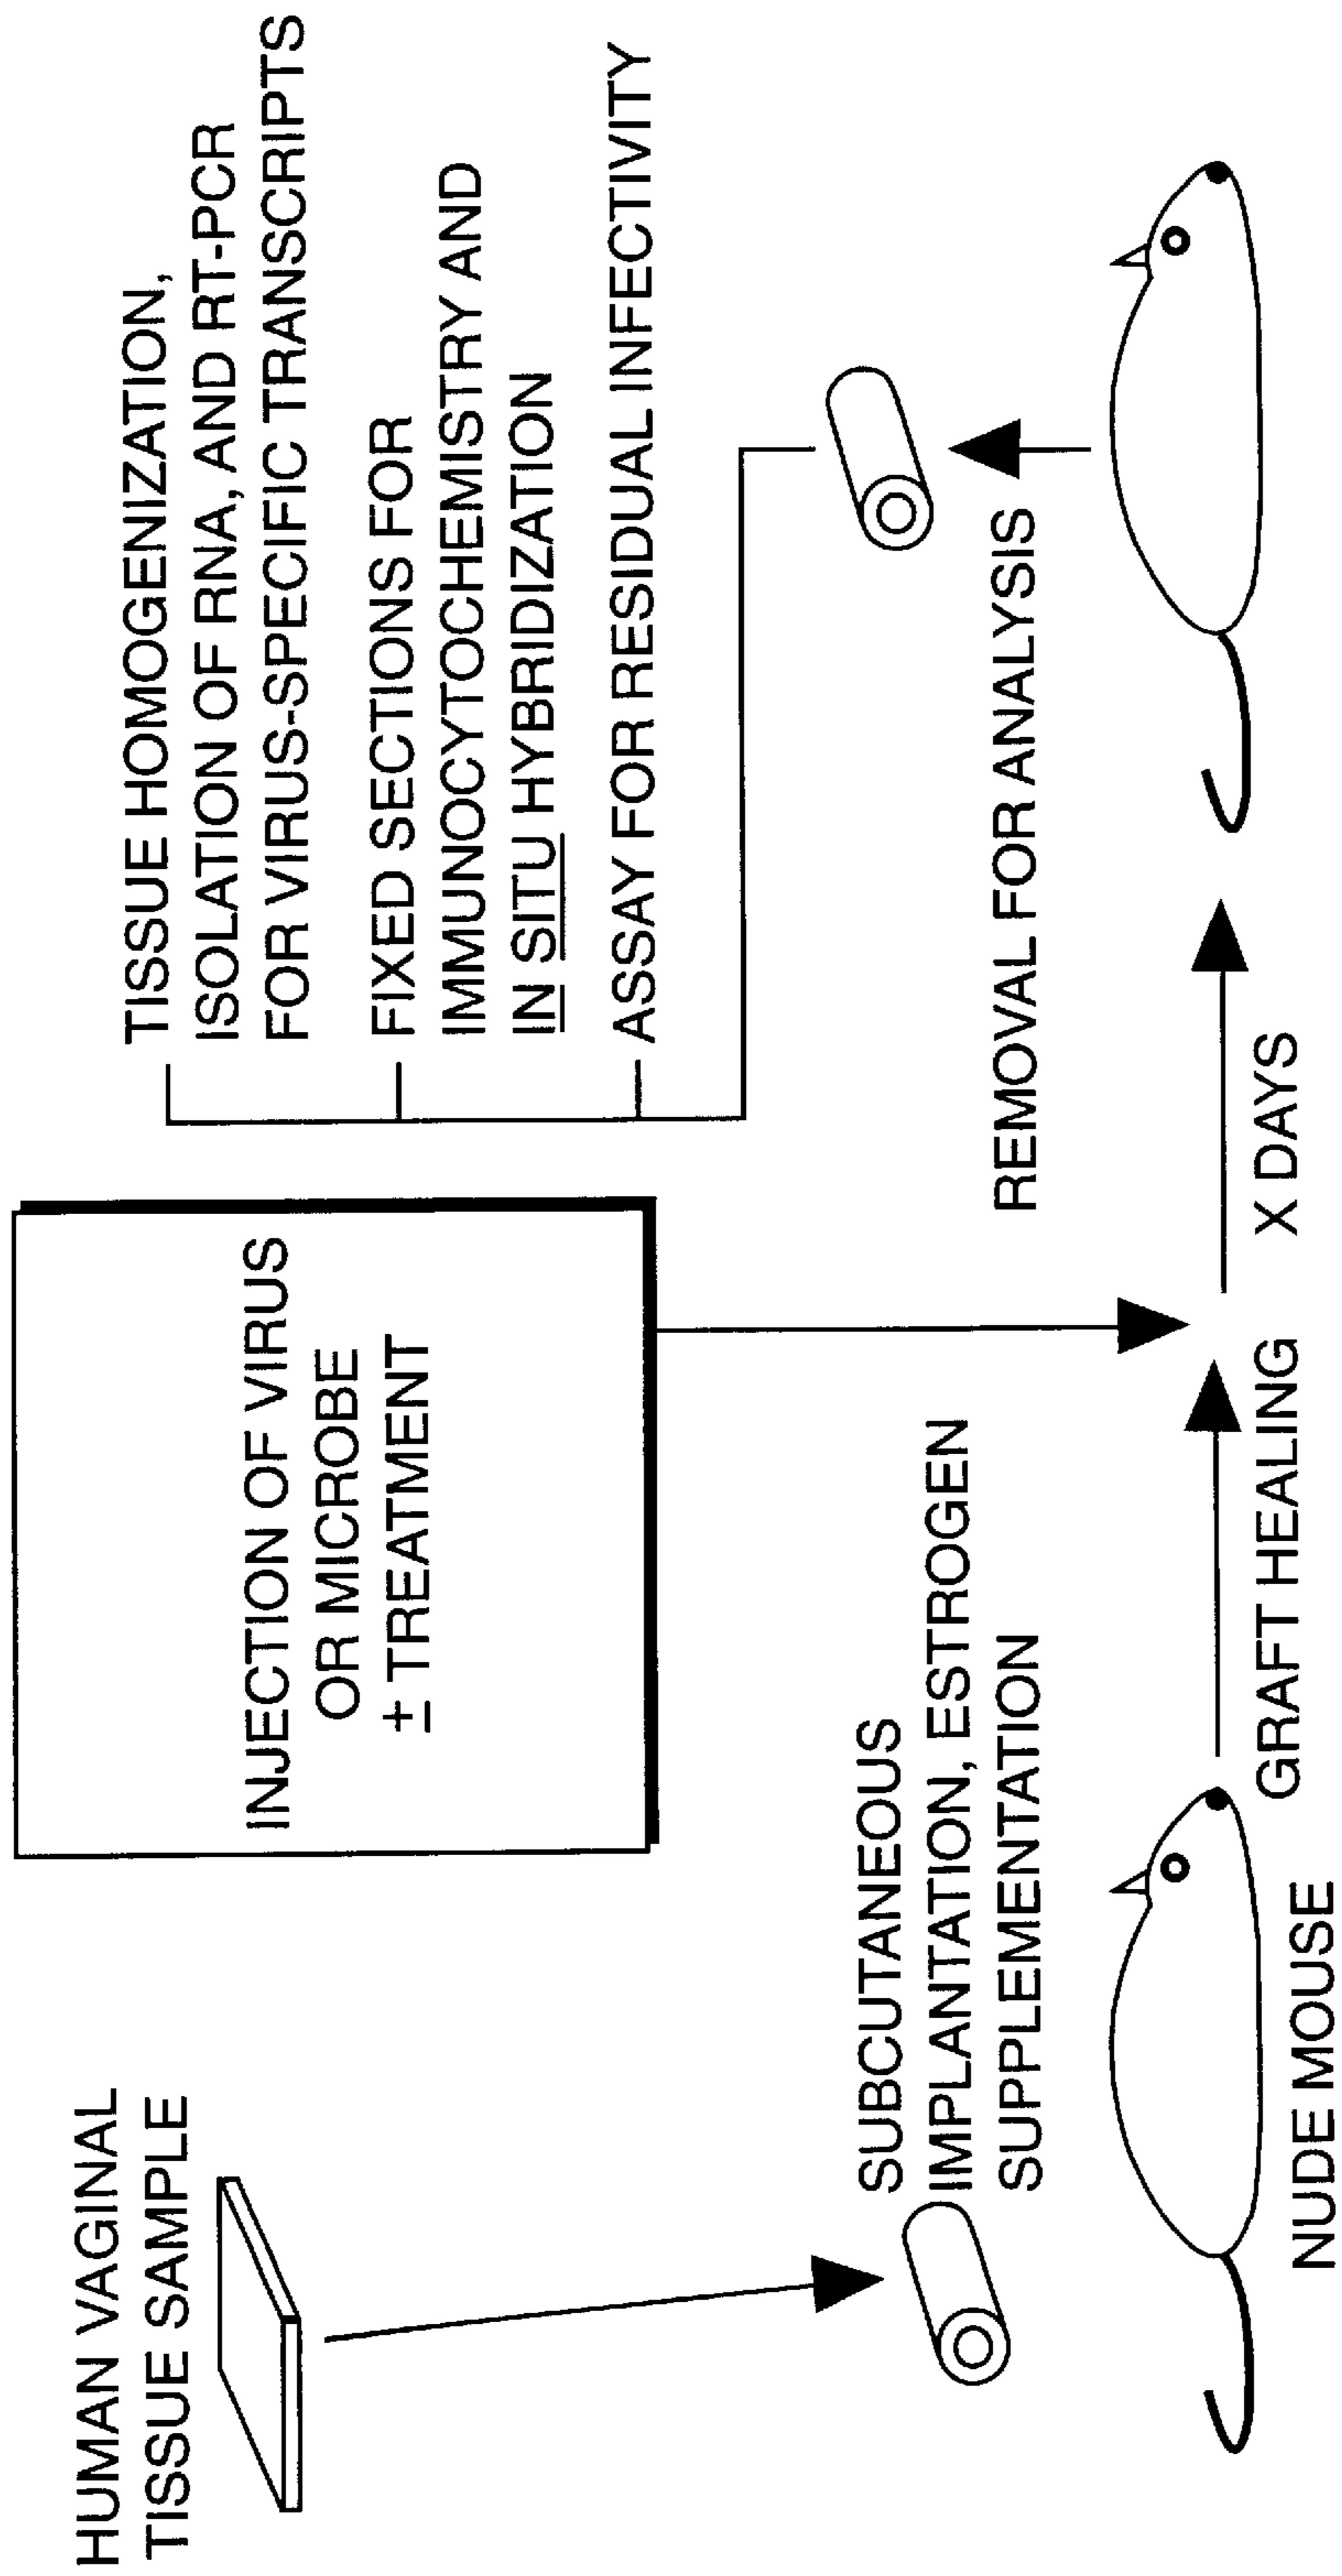 HUMAN VAGINAL
TISSUE SAMPLE
SUBCUTANEOUS
IMPLANTATION, ESTROGEN
SUPPLEMENTATION
NUDE MOUSE
GRAFT HEALING
INJECTION OF VIRUS
OR MICROBE
± TREATMENT
X DAYS
REMOVAL FOR ANALYSIS
TISSUE HOMOGENIZATION,
ISOLATION OF RNA, AND RT-PCR
FOR VIRUS-SPECIFIC TRANSCRIPTS
FIXED SECTIONS FOR
IMMUNOCYTOCHEMISTRY AND
IN SITU HYBRIDIZATION
ASSAY FOR RESIDUAL INFECTIVITY